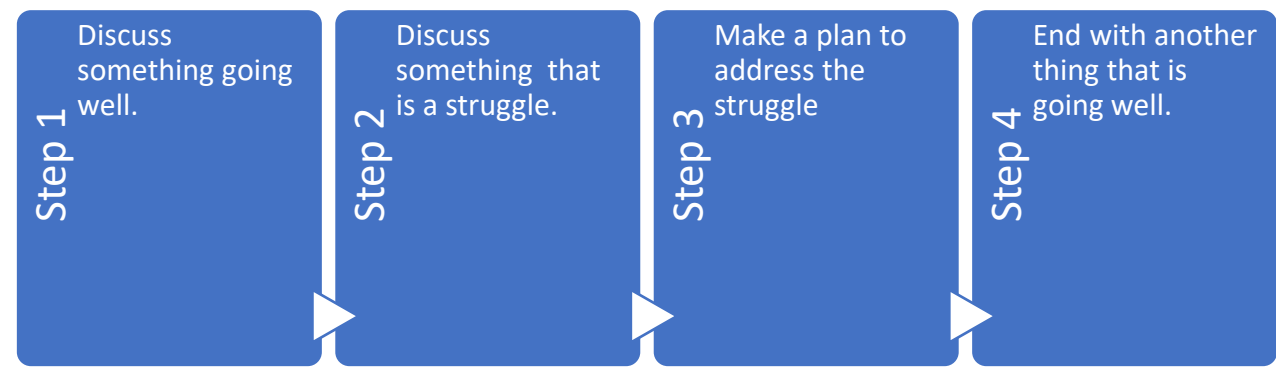 Step 1
Discuss
something going
well.
Step 2
Discuss
something  that
is a struggle.
Step 3
Make a plan to
address the
struggle
Step 4
End with another
thing that is
going well.